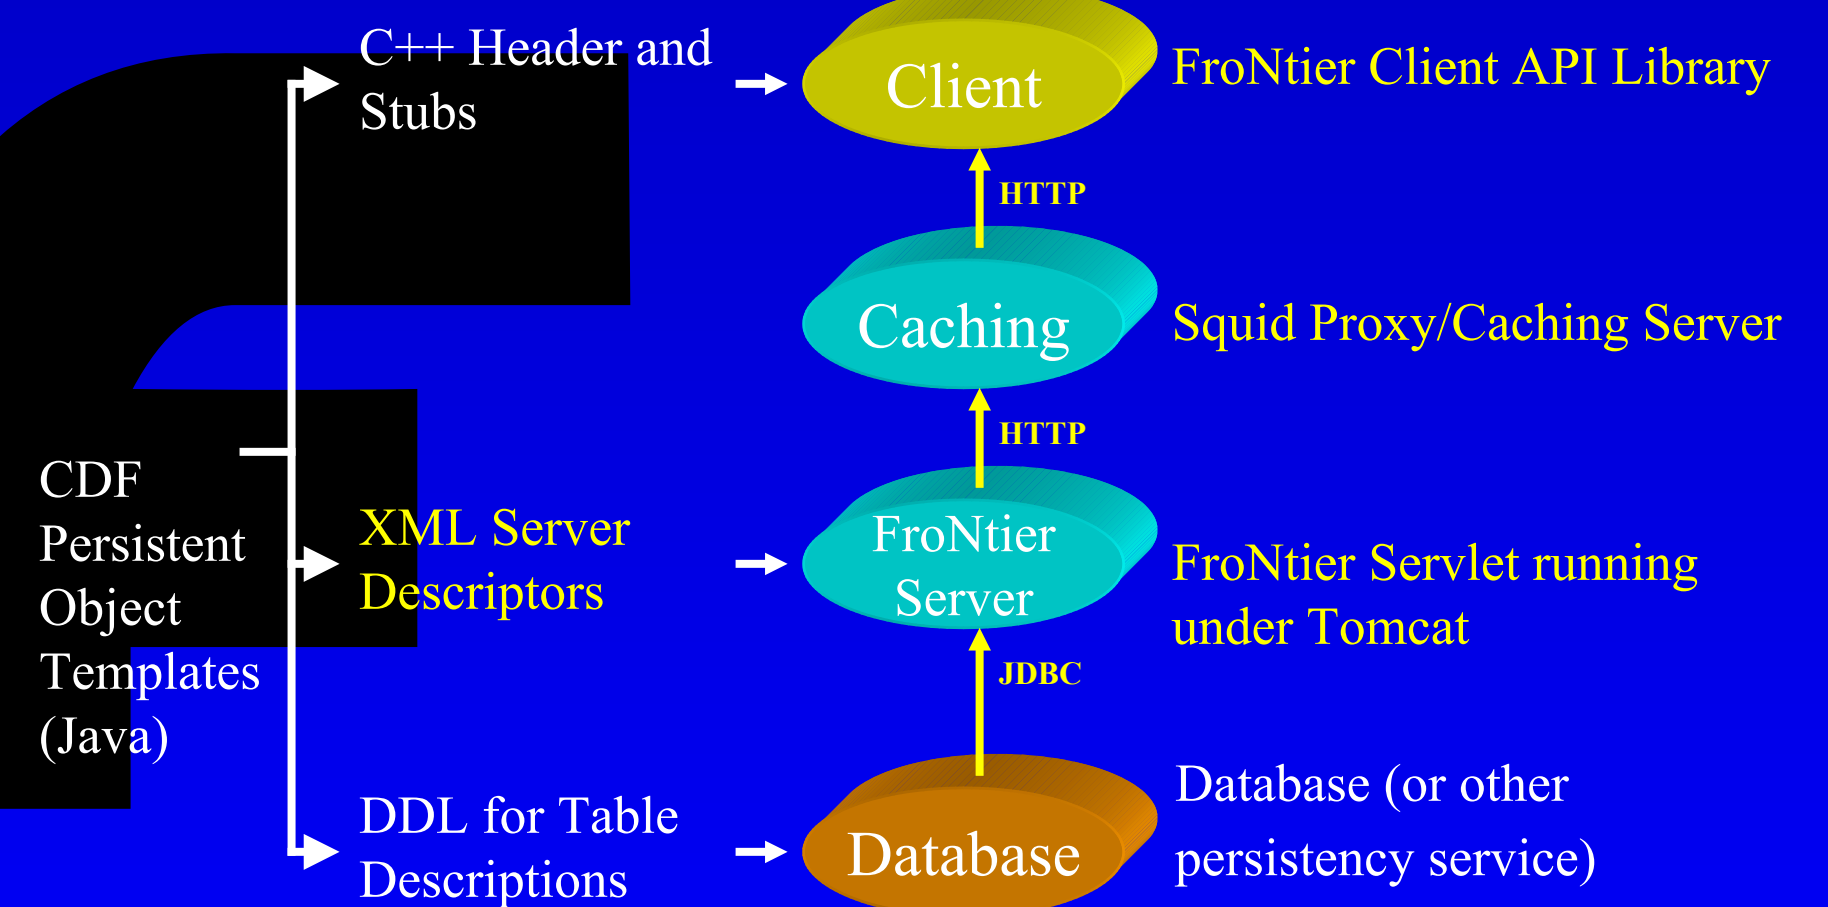 C++ Header and
Stubs
Client
FroNtier Client API Library
HTTP
Caching
Squid Proxy/Caching Server
HTTP
CDF
Persistent
Object
Templates
(Java)
XML Server
Descriptors
FroNtier
Server
FroNtier Servlet running
under Tomcat
JDBC
DDL for Table
Descriptions
Database
Database (or other
persistency service)